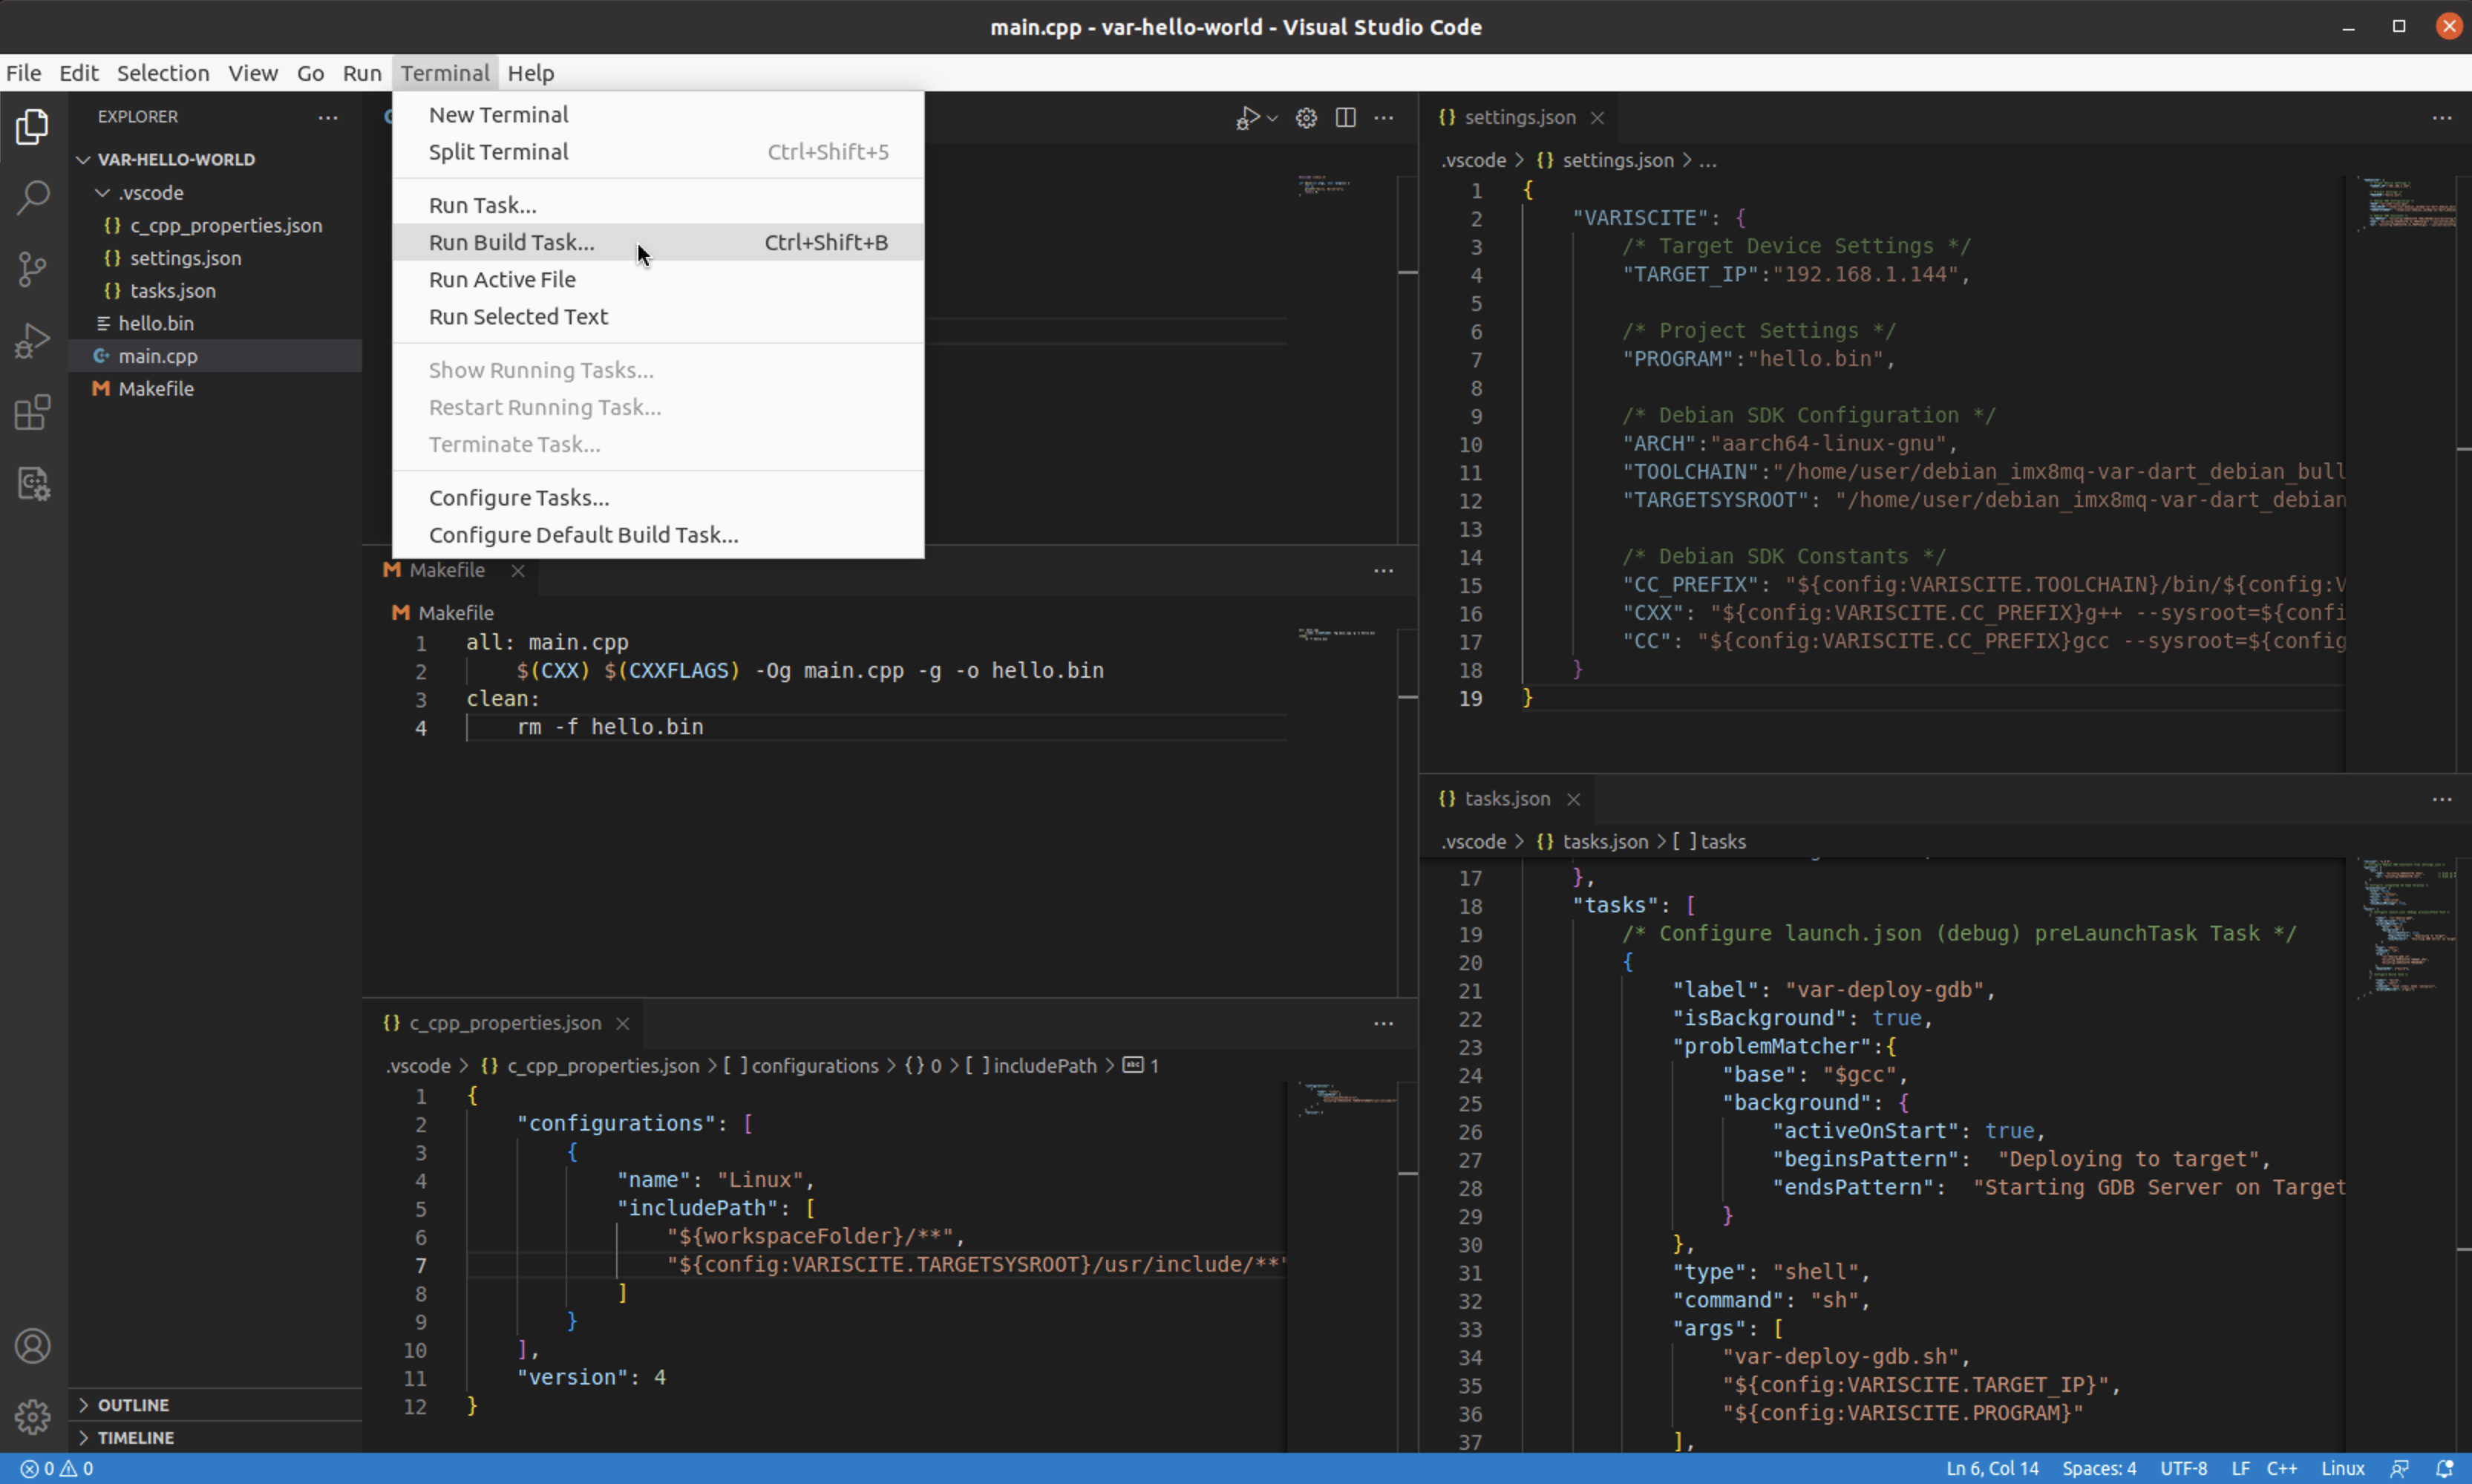 main.cpp - var-hello-world - Visual Studio Code
File Edit Selection View Go Run Terminal Help
EXPLORER
VAR-HELLO-WORLD
.vscode
{} c_cpp_properties.json
{} settings.json
{} tasks.json
hello.bin
main.cpp
M Makefile
OUTLINE
TIMELINE
New Terminal
Split Terminal Ctrl+Shift+5
Run Task...
Run Build Task... Ctrl+Shift+B
Run Active File
Run Selected Text
Show Running Tasks...
Restart Running Task...
Terminate Task...
Configure Tasks...
Configure Default Build Task...
M Makefile
M Makefile
1 all: main.cpp
2 $(CXX) $(CXXFLAGS) -Og main.cpp -g -o hello.bin
3 clean:
4 rm -f hello.bin
{} c_cpp_properties.json
.vscode > {} c_cpp_properties.json > [ ] configurations > {} 0 > [ ] includePath > abc 1
1 {
2 "configurations": [
3 {
4 "name": "Linux",
5 "includePath": [
6 "${workspaceFolder}/**",
7 "${config:VARISCITE.TARGETSYSROOT}/usr/include/**"
8 ]
9 }
10 ],
11 "version": 4
12 }
{} settings.json
.vscode > {} settings.json > ...
1 {
2 "VARISCITE": {
3 /* Target Device Settings */
4 "TARGET_IP":"192.168.1.144",
5
6 /* Project Settings */
7 "PROGRAM":"hello.bin",
8
9 /* Debian SDK Configuration */
10 "ARCH":"aarch64-linux-gnu",
11 "TOOLCHAIN":"/home/user/debian_imx8mq-var-dart_debian_bull
12 "TARGETSYSROOT": "/home/user/debian_imx8mq-var-dart_debian
13
14 /* Debian SDK Constants */
15 "CC_PREFIX": "${config:VARISCITE.TOOLCHAIN}/bin/${config:V
16 "CXX": "${config:VARISCITE.CC_PREFIX}g++ --sysroot=${confi
17 "CC": "${config:VARISCITE.CC_PREFIX}gcc --sysroot=${config
18 }
19 }
{} tasks.json
.vscode > {} tasks.json > [ ] tasks
17 },
18 "tasks": [
19 /* Configure launch.json (debug) preLaunchTask Task */
20 {
21 "label": "var-deploy-gdb",
22 "isBackground": true,
23 "problemMatcher":{
24 "base": "$gcc",
25 "background": {
26 "activeOnStart": true,
27 "beginsPattern": "Deploying to target",
28 "endsPattern": "Starting GDB Server on Target
29 }
30 },
31 "type": "shell",
32 "command": "sh",
33 "args": [
34 "var-deploy-gdb.sh",
35 "${config:VARISCITE.TARGET_IP}",
36 "${config:VARISCITE.PROGRAM}"
37 ],
0 0 Ln 6, Col 14 Spaces: 4 UTF-8 LF C++ Linux